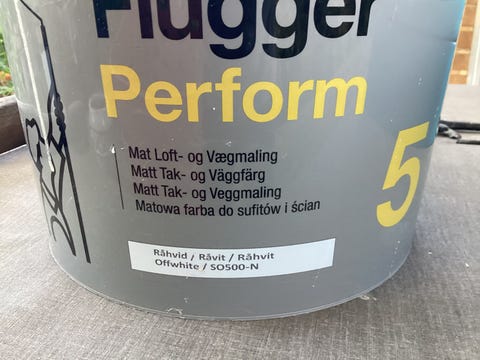 Flügger
Perform
Mat Loft- og Vægmaling
Matt Tak- og Väggfärg
Matt Tak- og Veggmaling
Matowa farba do sufitów i ścian
5
Råhvid / Råvit / Råhvit
Offwhite / SO500-N